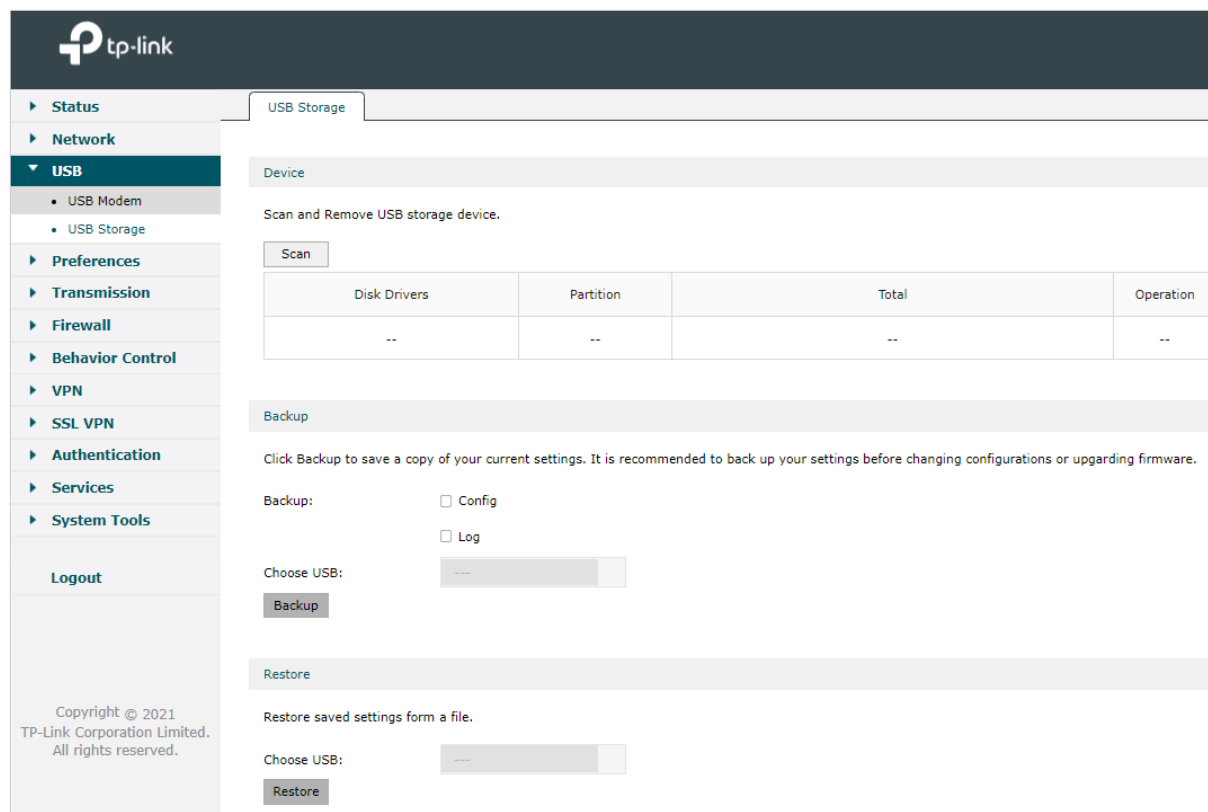 tp-link
Status
Network
USB
USB Modem
USB Storage
Preferences
Transmission
Firewall
Behavior Control
VPN
SSL VPN
Authentication
Services
System Tools
Logout
Copyright © 2021
TP-Link Corporation Limited.
All rights reserved.
USB Storage
Device
Scan and Remove USB storage device.
Scan
Disk Drivers Partition Total Operation
-- -- -- --
Backup
Click Backup to save a copy of your current settings. It is recommended to back up your settings before changing configurations or upgarding firmware.
Backup: Config
Log
Choose USB: ---
Backup
Restore
Restore saved settings form a file.
Choose USB: ---
Restore